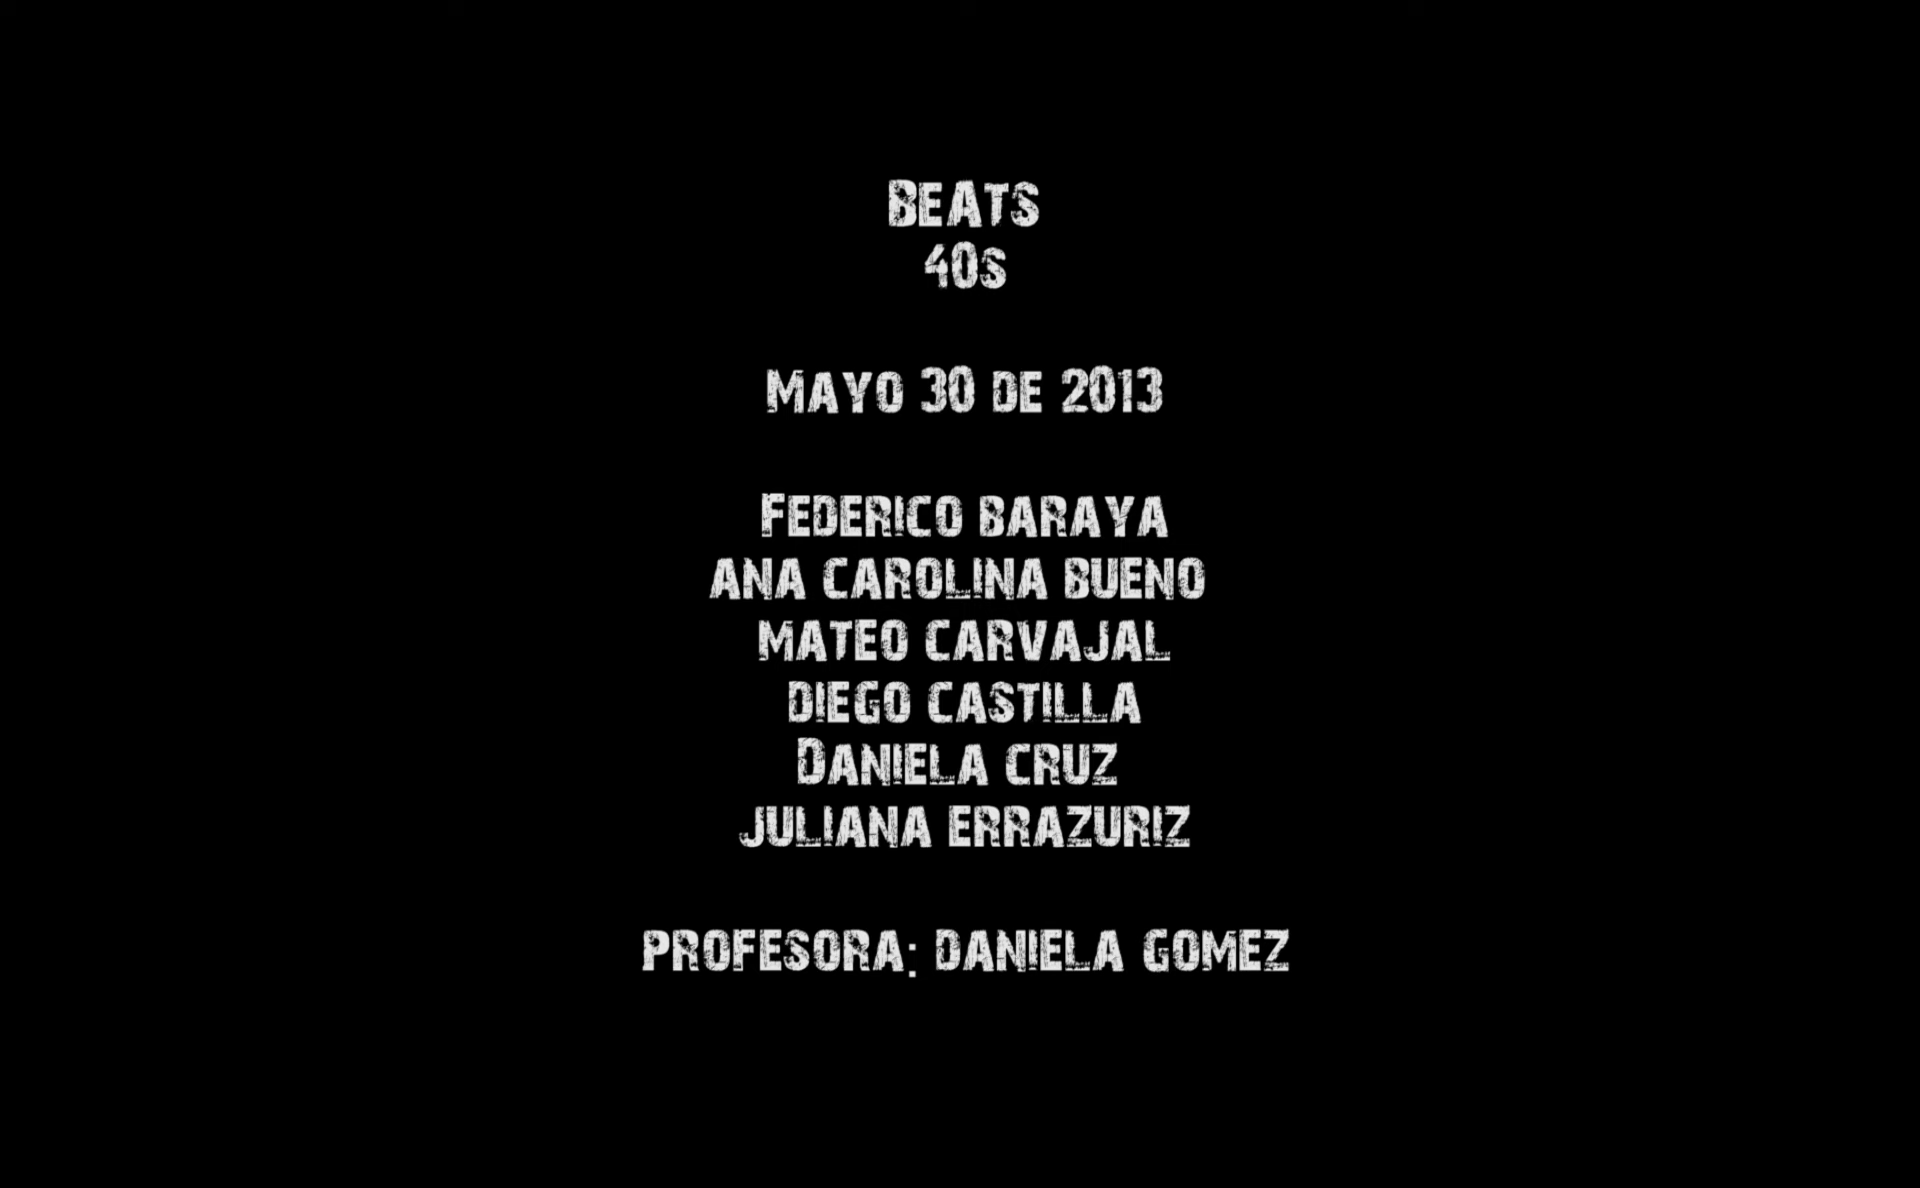 Beats
40s
Mayo 30 de 2013
Federico Baraya
Ana Carolina Bueno
Mateo Carvajal
Diego Castilla
Daniela Cruz
Juliana Errazuriz
Profesora: Daniela Gomez